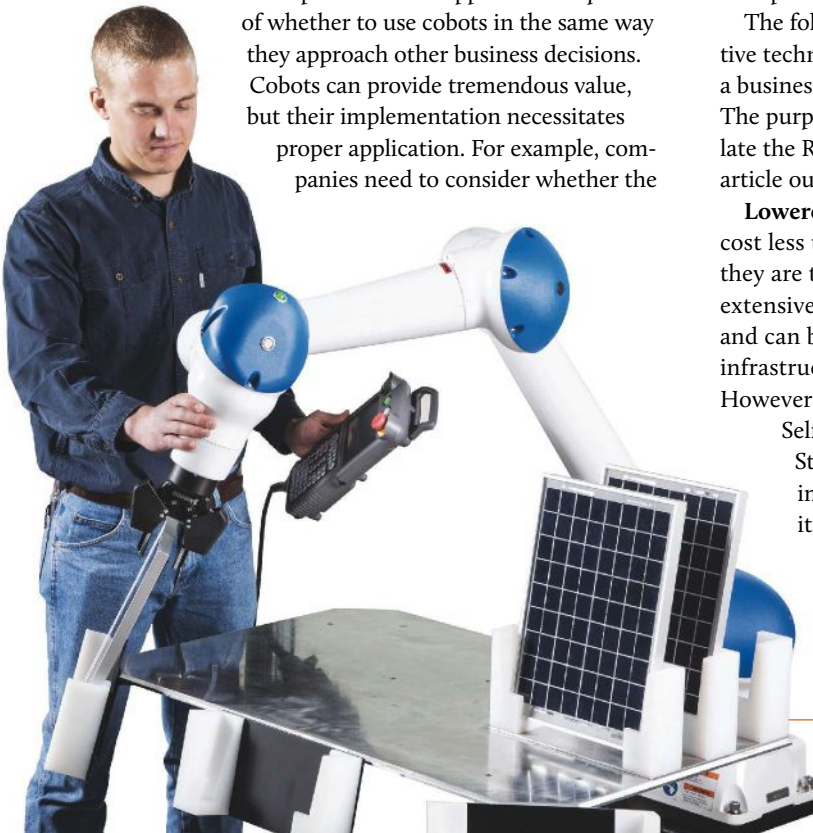 of whether to use cobots in the same way
they approach other business decisions.
Cobots can provide tremendous value,
but their implementation necessitates
proper application. For example, com-
panies need to consider whether the
The fol
tive techn
a busines
The purp
late the R
article ou
Lowere
cost less t
they are t
extensive
and can b
infrastruc
However
Self
St
in
it